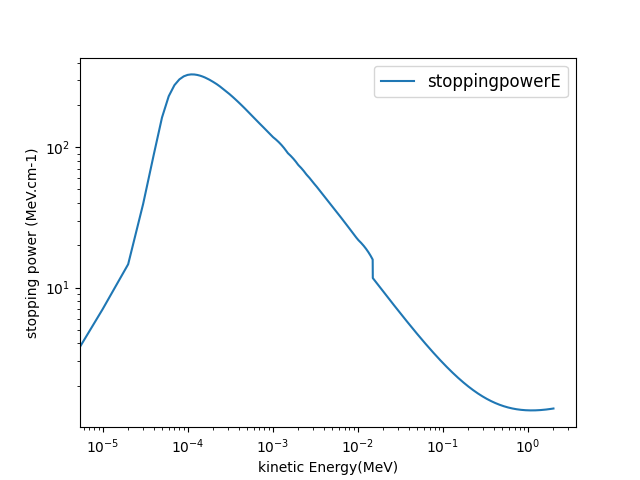 stoppingpowerE
stopping power (MeV.cm-1)
10²
10¹
10⁻⁵ 10⁻⁴ 10⁻³ 10⁻² 10⁻¹ 10⁰
kinetic Energy(MeV)